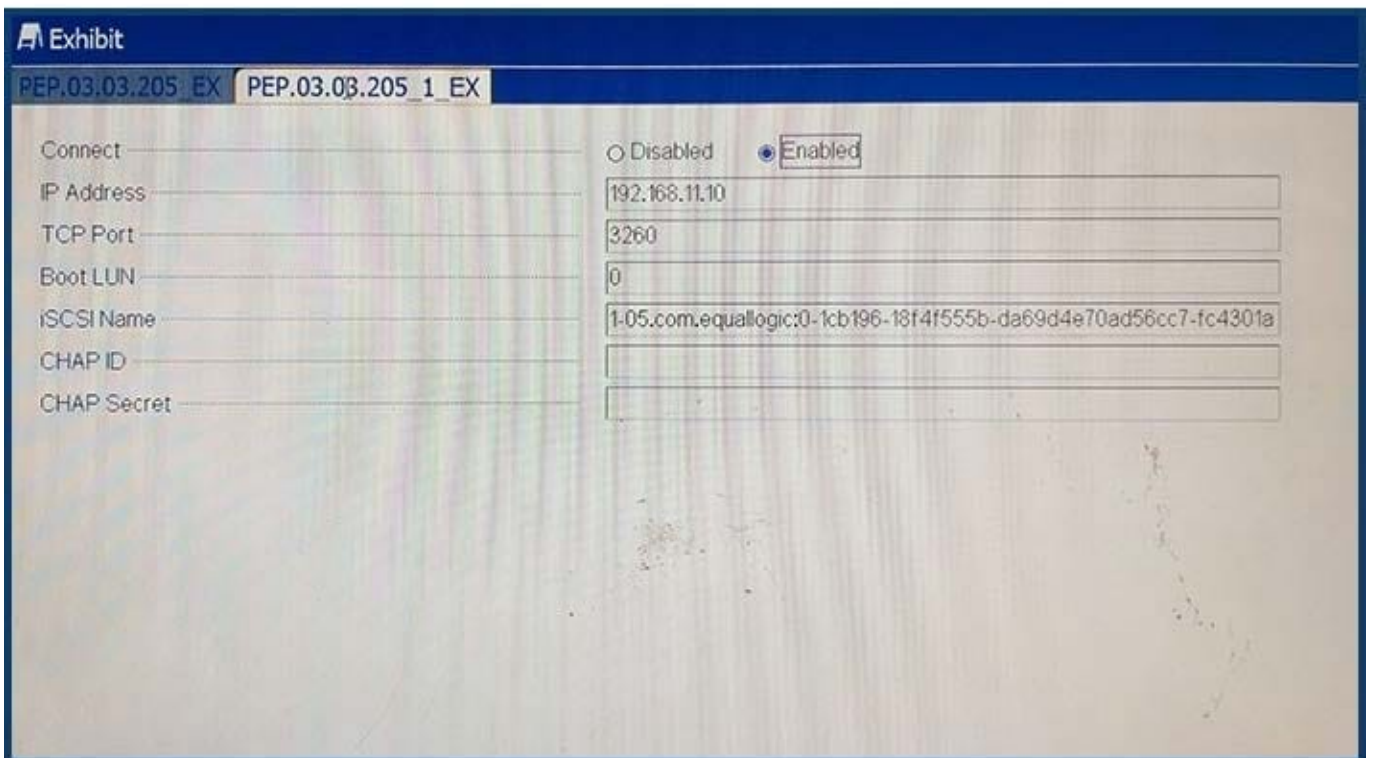 Exhibit
PEP.03.03.205_EX PEP.03.03.205_1_EX
Connect Disabled Enabled
IP Address 192.168.11.10
TCP Port 3260
Boot LUN 0
iSCSI Name 1-05.com.equallogic:0-1cb196-18f4f555b-da69d4e70ad56cc7-fc4301a
CHAP ID
CHAP Secret